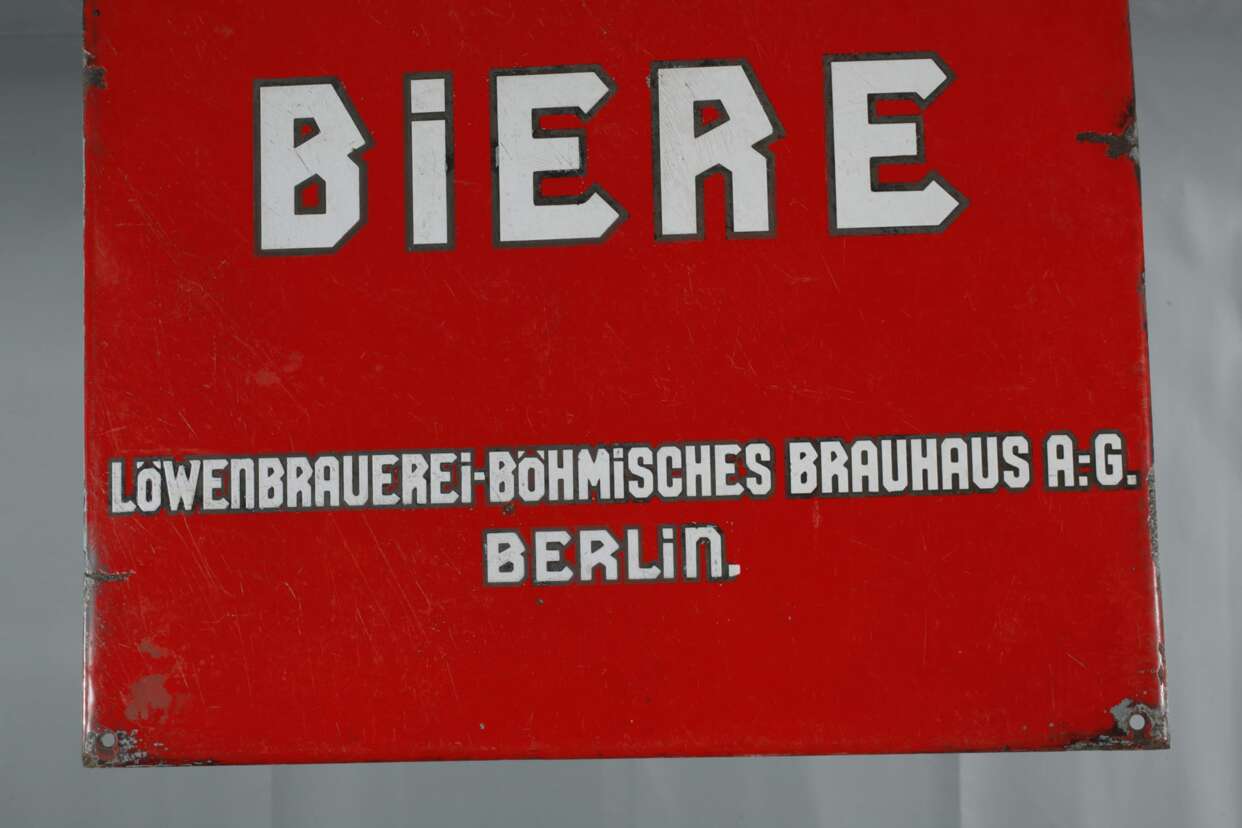 BiERE
LÖWENBRAUEREi-BÖHMiSCHES BRAUHAUS A:-G.
BERLin.